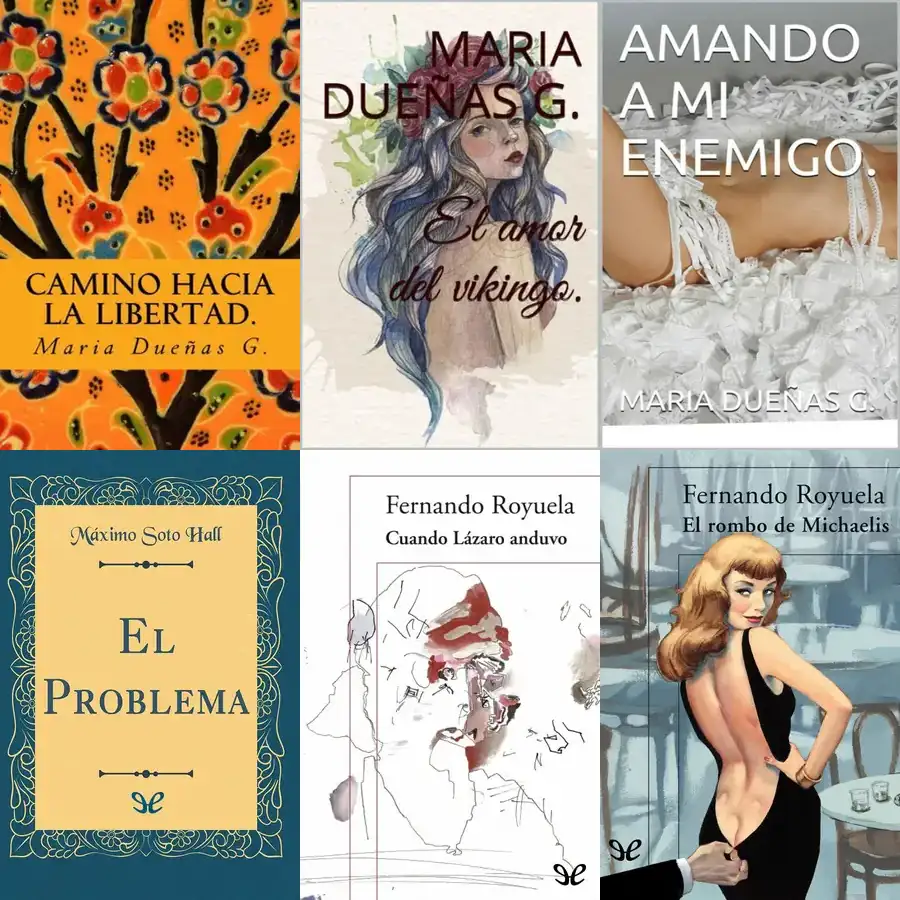 CAMINO HACIA
LA LIBERTAD.
Maria Dueñas G.
MARIA
DUEÑAS G.
El amor
del vikingo.
AMANDO
A MI
ENEMIGO.
MARIA DUEÑAS G.
Máximo Soto Hall
EL
PROBLEMA
Fernando Royuela
Cuando Lázaro anduvo
Fernando Royuela
El rombo de Michaelis